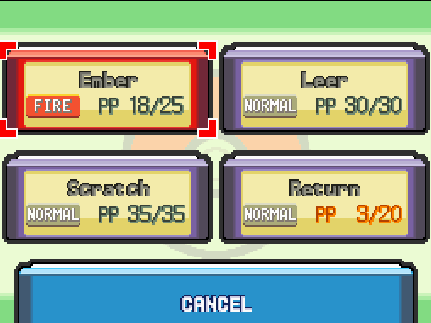 Ember
FIRE PP 18/25
Leer
NORMAL PP 30/30
Scratch
NORMAL PP 35/35
Return
NORMAL PP 3/20
CANCEL